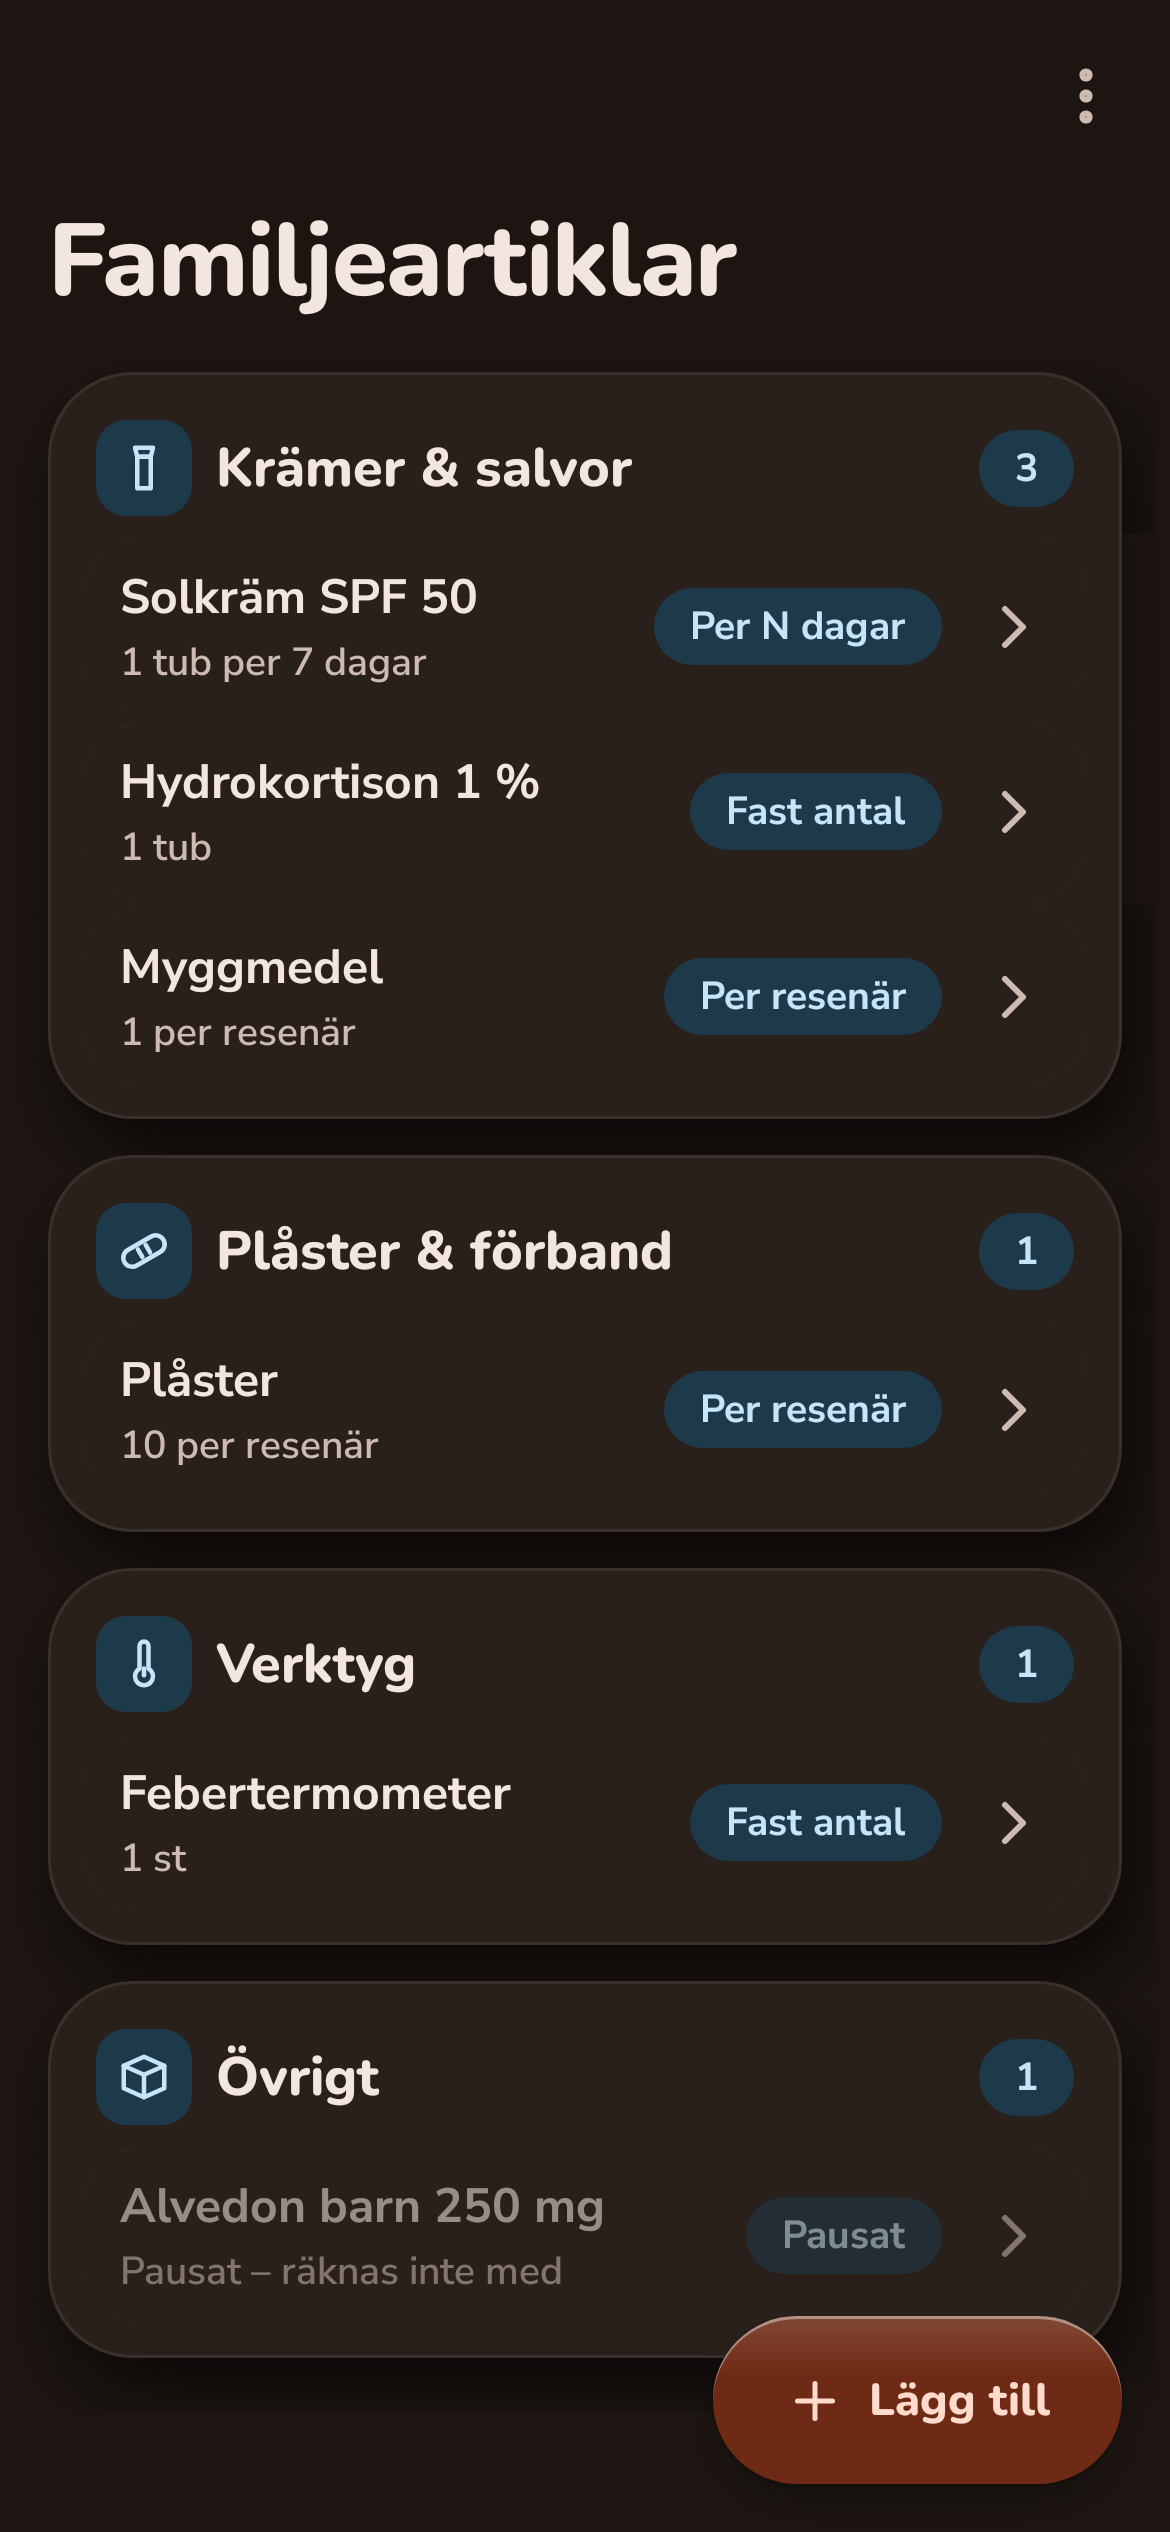 Familjeartiklar
Krämer & salvor
3
Solkräm SPF 50
1 tub per 7 dagar
Per N dagar
Hydrokortison 1 %
1 tub
Fast antal
Myggmedel
1 per resenär
Per resenär
Plåster & förband
1
Plåster
10 per resenär
Per resenär
Verktyg
1
Febertermometer
1 st
Fast antal
Övrigt
1
Alvedon barn 250 mg
Pausat – räknas inte med
Pausat
Lägg till